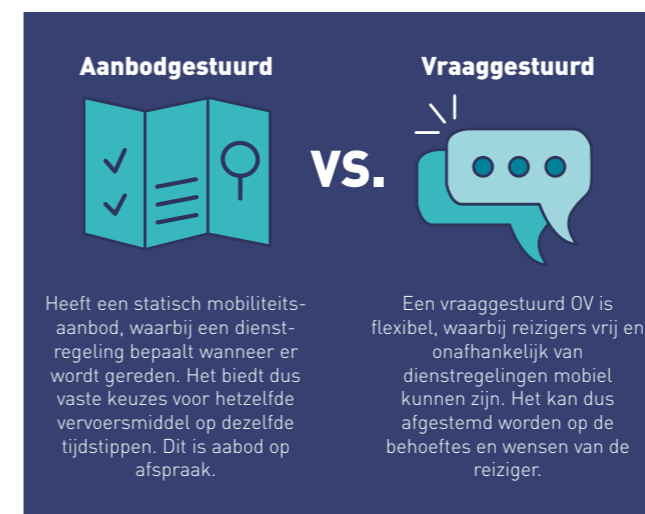 Aanbodgestuurd
Heeft een statisch mobiliteits-
aanbod, waarbij een dienst-
regeling bepaalt wanneer er
wordt gereden. Het biedt dus
vaste keuzes voor hetzelfde
vervoersmiddel op dezelfde
tijdstippen. Dit is aabod op
afspraak.
VS.
Vraaggestuurd
Een vraaggestuurd OV is
flexibel, waarbij reizigers vrij en
onafhankelijk van
dienstregelingen mobiel
kunnen zijn. Het kan dus
afgestemd worden op de
behoeftes en wensen van de
reiziger.